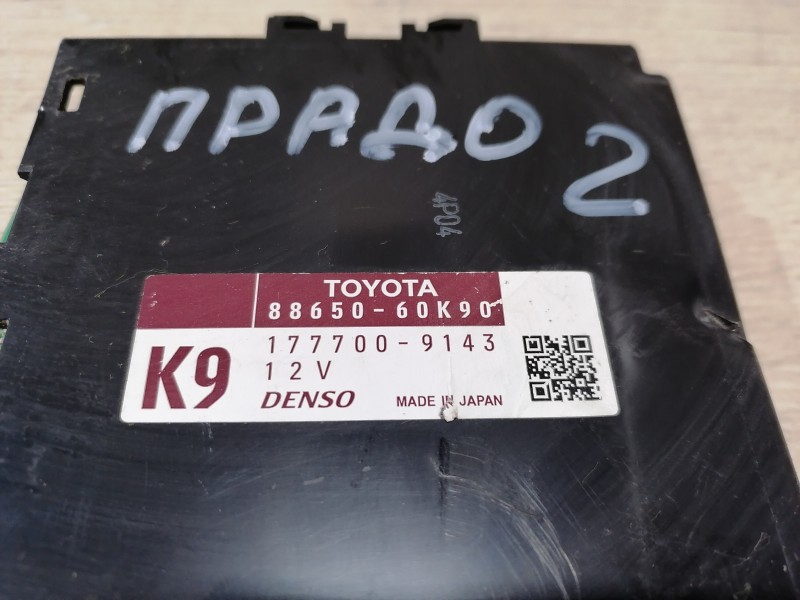 ПРАДО 2
4P04
TOYOTA
88650-60K90
K9
177700-9143
12V
DENSO
MADE IN JAPAN